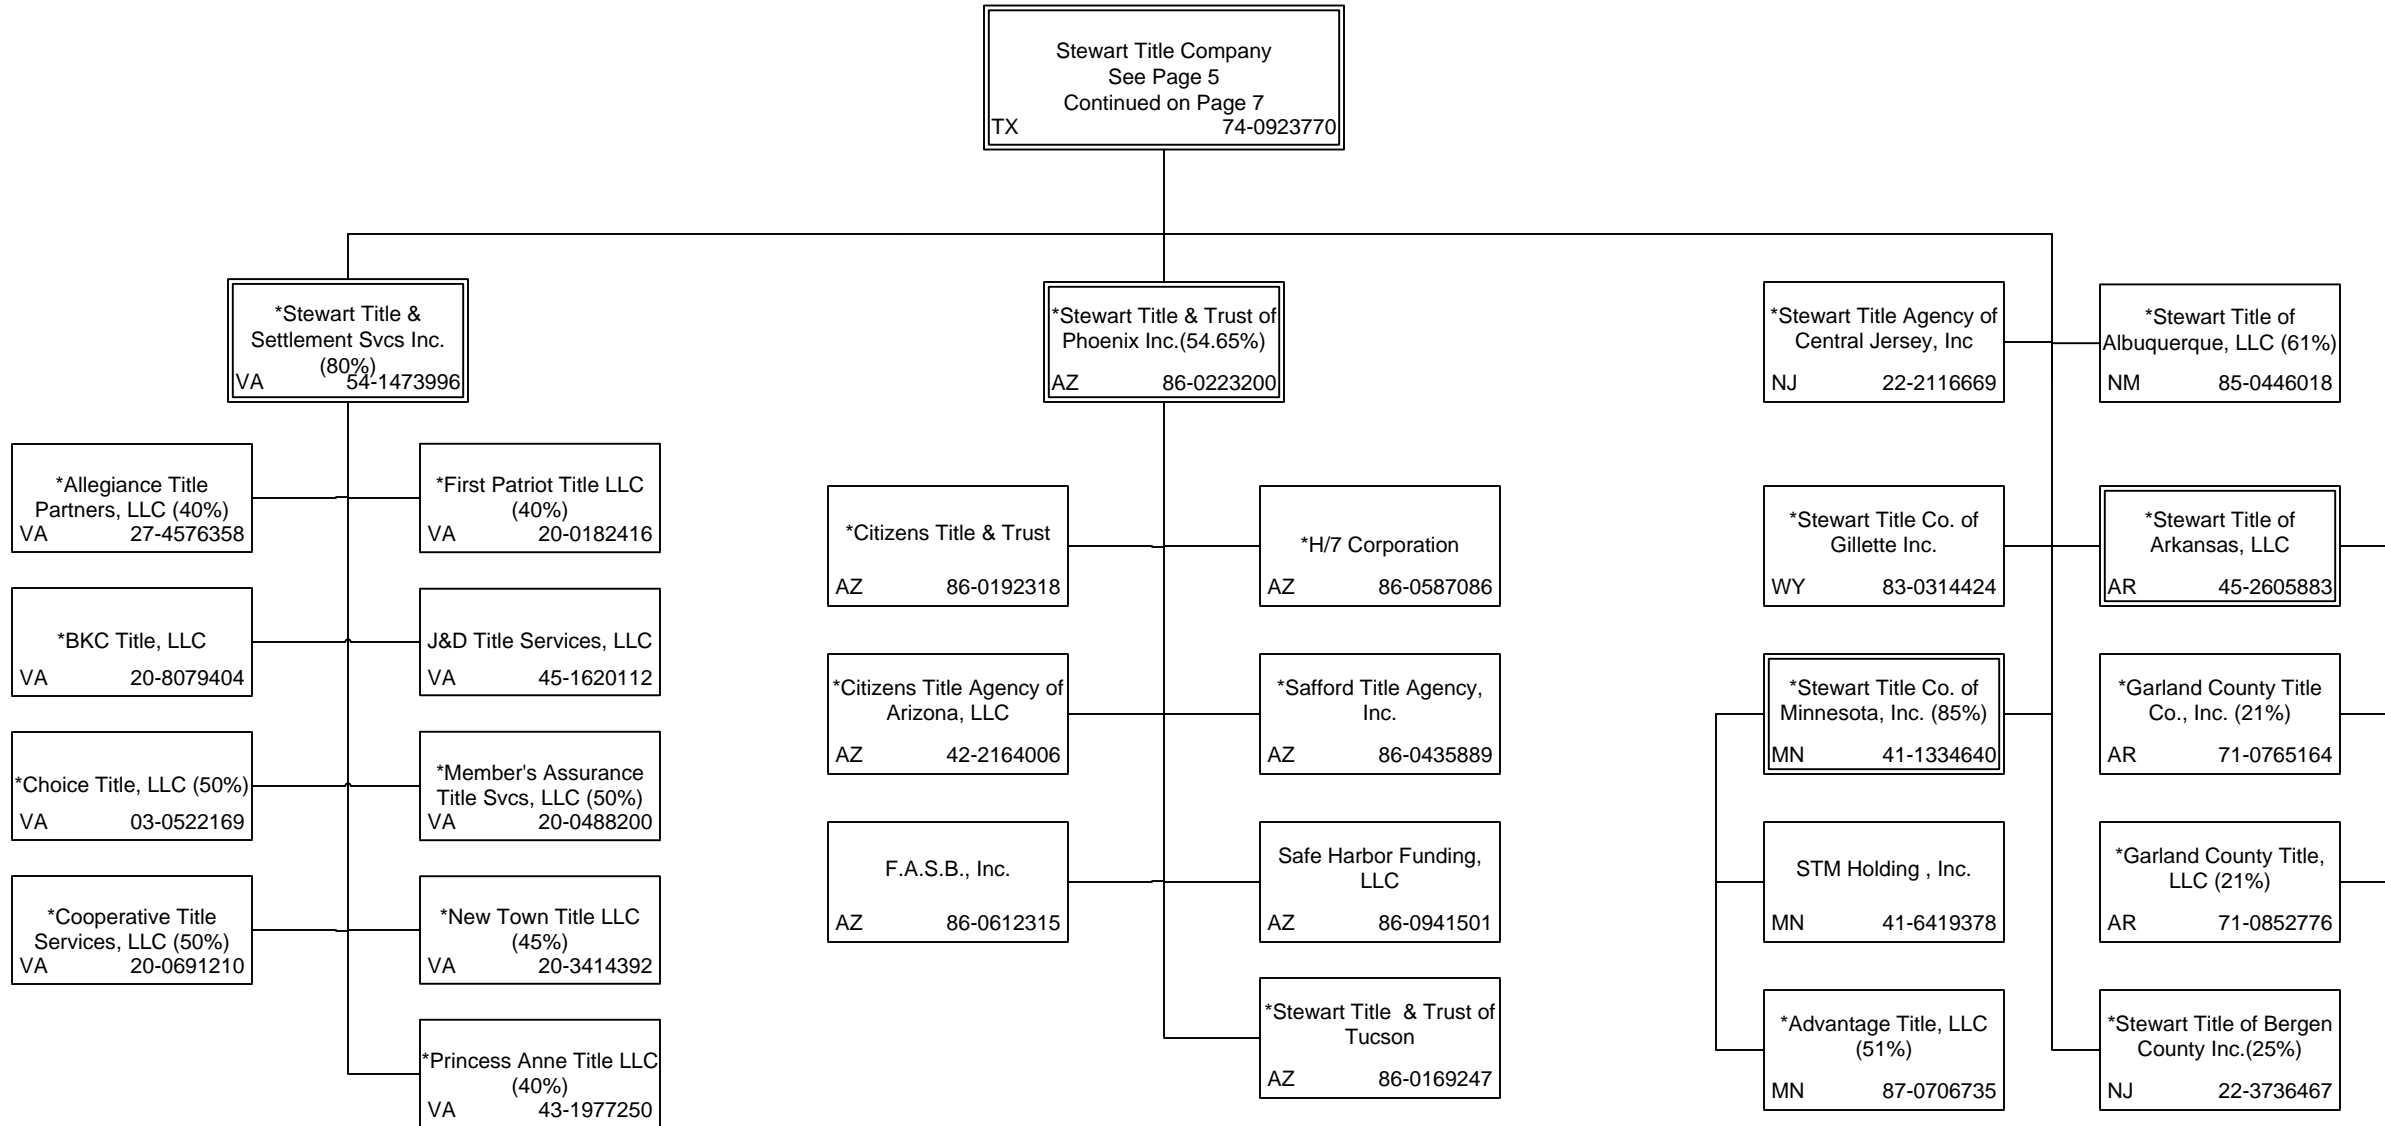 Stewart Title Company
See Page 5
Continued on Page 7
TX 74-0923770
*Stewart Title &
Settlement Svcs Inc.
(80%)
VA 54-1473996
*Allegiance Title
Partners, LLC (40%)
VA 27-4576358
*First Patriot Title LLC
(40%)
VA 20-0182416
*BKC Title, LLC
VA 20-8079404
J&D Title Services, LLC
VA 45-1620112
*Choice Title, LLC (50%)
VA 03-0522169
*Member's Assurance
Title Svcs, LLC (50%)
VA 20-0488200
*Cooperative Title
Services, LLC (50%)
VA 20-0691210
*New Town Title LLC
(45%)
VA 20-3414392
*Princess Anne Title LLC
(40%)
VA 43-1977250
*Stewart Title & Trust of
Phoenix Inc.(54.65%)
AZ 86-0223200
*Citizens Title & Trust
AZ 86-0192318
*H/7 Corporation
AZ 86-0587086
*Citizens Title Agency of
Arizona, LLC
AZ 42-2164006
*Safford Title Agency,
Inc.
AZ 86-0435889
F.A.S.B., Inc.
AZ 86-0612315
Safe Harbor Funding,
LLC
AZ 86-0941501
*Stewart Title & Trust of
Tucson
AZ 86-0169247
*Stewart Title Agency of
Central Jersey, Inc
NJ 22-2116669
*Stewart Title of
Albuquerque, LLC (61%)
NM 85-0446018
*Stewart Title Co. of
Gillette Inc.
WY 83-0314424
*Stewart Title of
Arkansas, LLC
AR 45-2605883
*Stewart Title Co. of
Minnesota, Inc. (85%)
MN 41-1334640
*Garland County Title
Co., Inc. (21%)
AR 71-0765164
STM Holding , Inc.
MN 41-6419378
*Garland County Title,
LLC (21%)
AR 71-0852776
*Advantage Title, LLC
(51%)
MN 87-0706735
*Stewart Title of Bergen
County Inc.(25%)
NJ 22-3736467